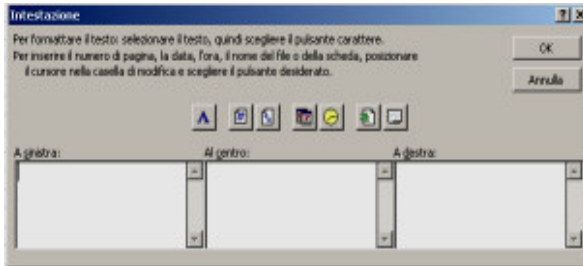 Intestazione
Per formattare il testo: selezionare il testo, quindi scegliere il pulsante carattere.
Per inserire il numero di pagina, la data, l'ora, il nome del file o della scheda, posizionare
il cursore nella casella di modifica e scegliere il pulsante desiderato.
OK
Annulla
A
A sinistra:
Al centro:
A destra: